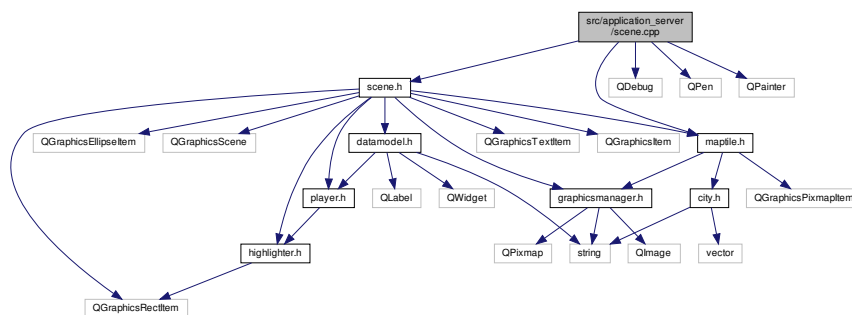 src/application_server
/scene.cpp
scene.h
QDebug
QPen
QPainter
QGraphicsEllipseItem
QGraphicsScene
datamodel.h
QGraphicsTextItem
QGraphicsItem
maptile.h
player.h
QLabel
QWidget
graphicsmanager.h
city.h
QGraphicsPixmapItem
highlighter.h
QPixmap
string
QImage
vector
QGraphicsRectItem